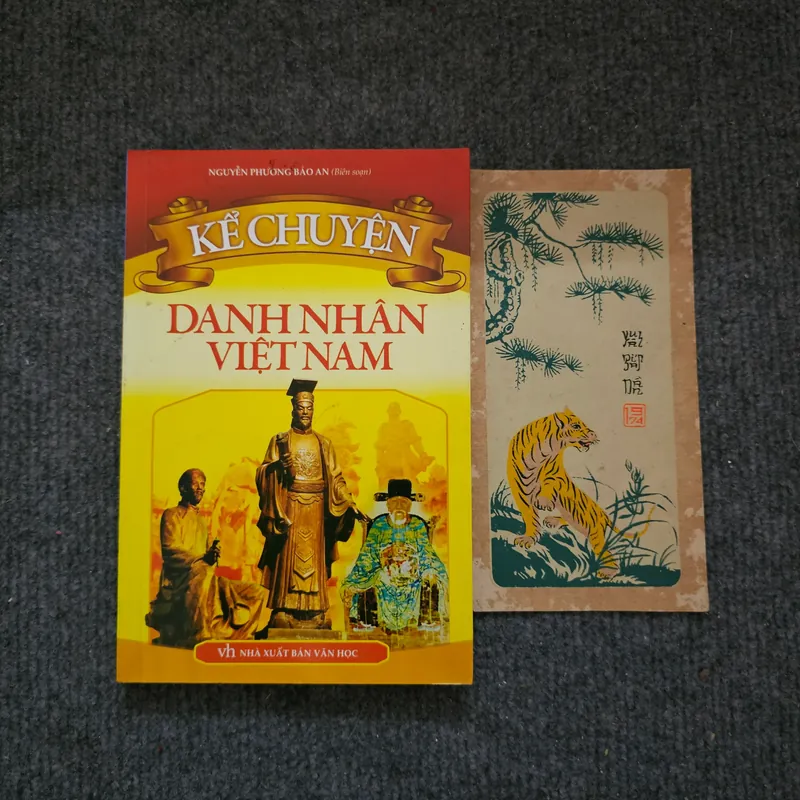 NGUYỄN PHƯƠNG BẢO AN (Biên soạn)
KỂ CHUYỆN
DANH NHÂN
VIỆT NAM
vh NHÀ XUẤT BẢN VĂN HỌC